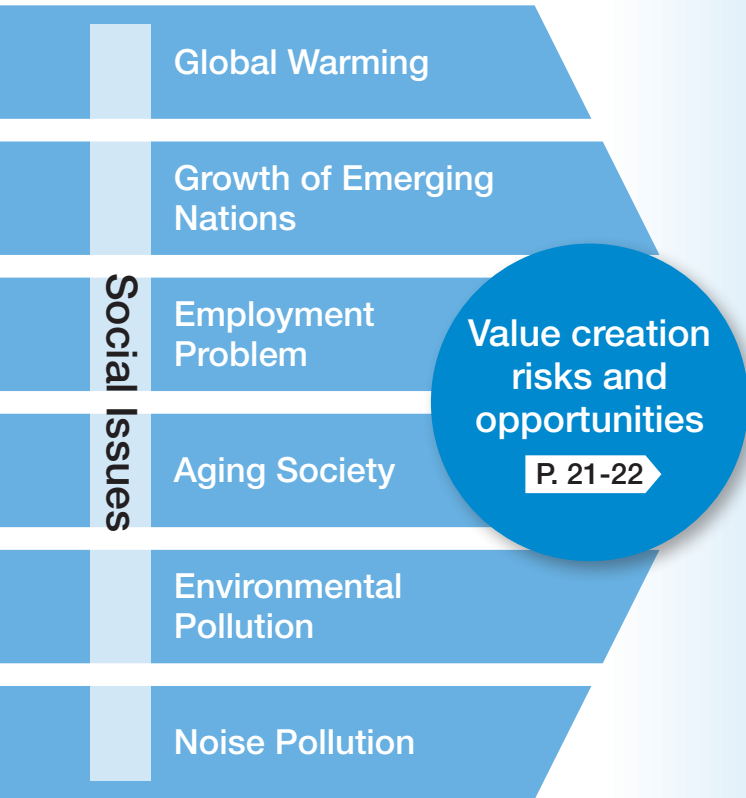 Social Issues
Global Warming
Growth of Emerging
Nations
Employment
Problem
Aging Society
Environmental
Pollution
Noise Pollution
Value creation
risks and
opportunities
P. 21-22